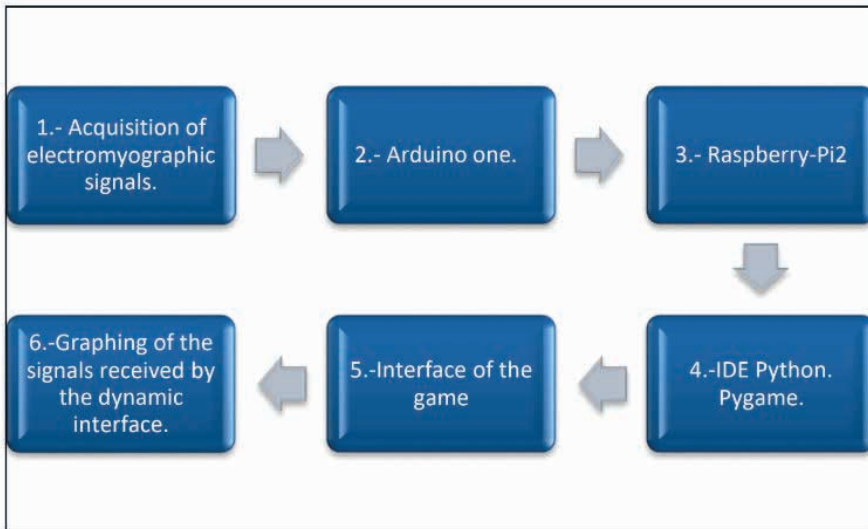 1.- Acquisition of
electromyographic
signals.
2.- Arduino one.
3.- Raspberry-Pi2
4.-IDE Python.
Pygame.
5.-Interface of the
game
6.-Graphing of the
signals received by
the dynamic
interface.